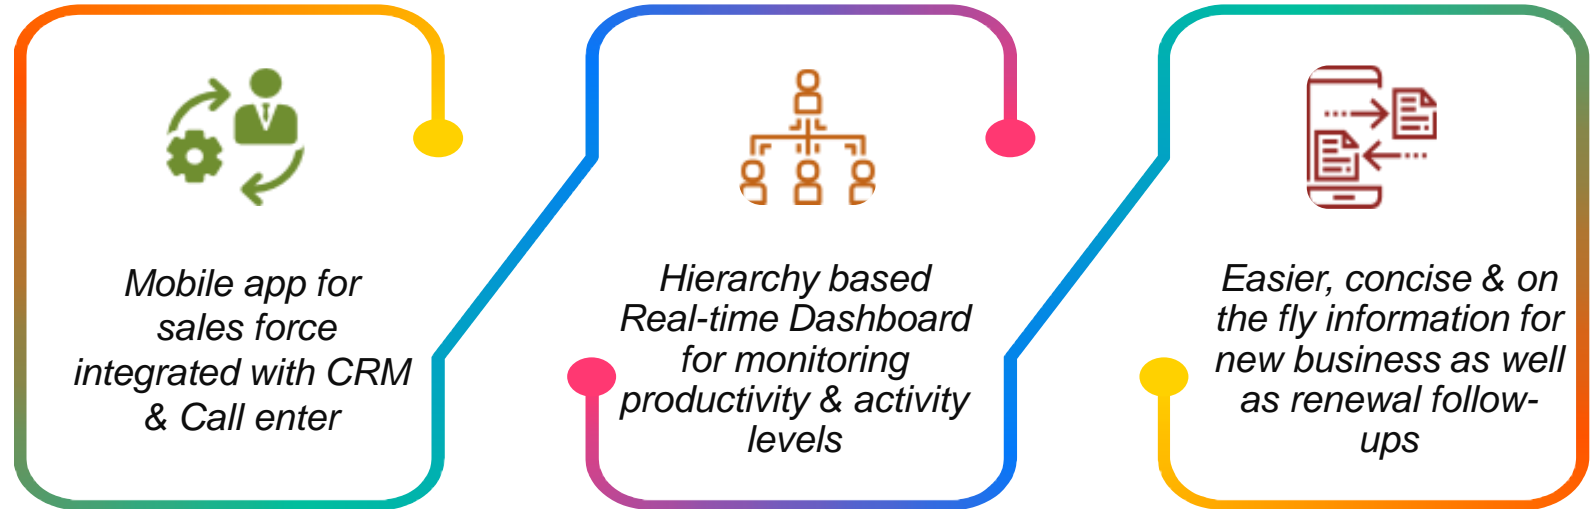 Mobile app for
sales force
integrated with CRM
& Call enter
Hierarchy based
Real-time Dashboard
for monitoring
productivity & activity
levels
Easier, concise & on
the fly information for
new business as well
as renewal follow-
ups